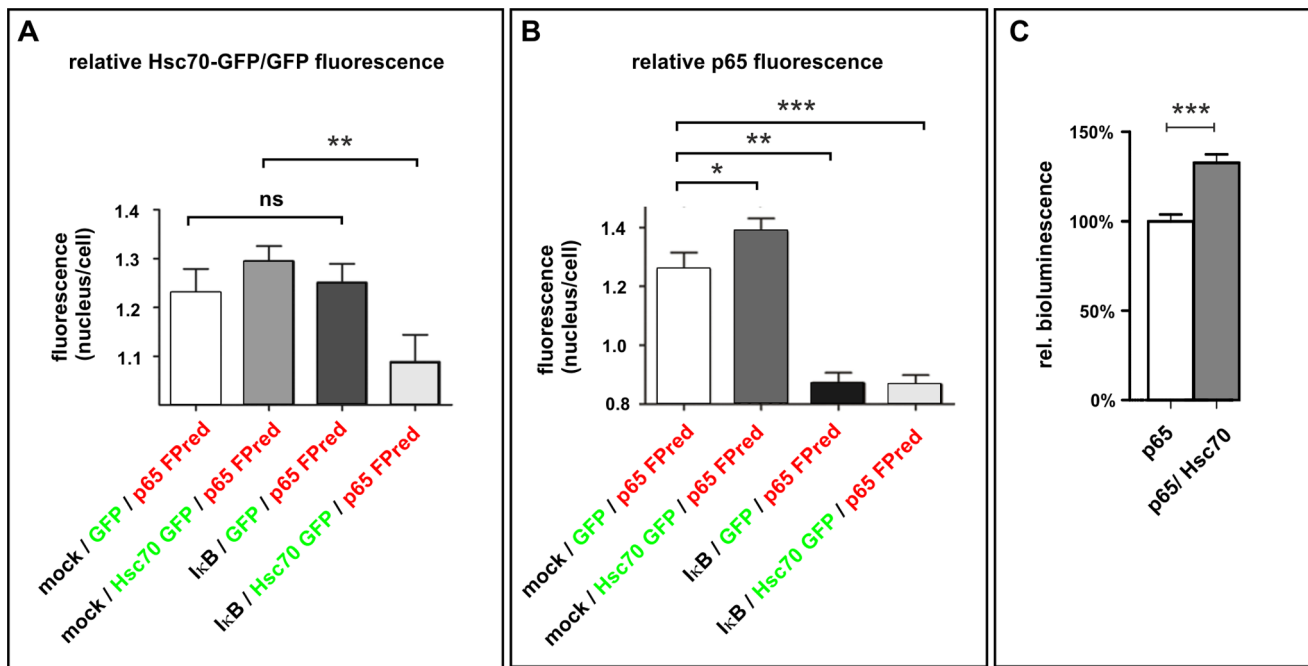 A
relative Hsc70-GFP/GFP fluorescence
**
ns
1.4
1.3
1.2
1.1
fluorescence
(nucleus/cell)
mock / GFP / p65 FPred
mock / Hsc70 GFP / p65 FPred
IκB / GFP / p65 FPred
IκB / Hsc70 GFP / p65 FPred
B
relative p65 fluorescence
***
**
*
1.4
1.2
1.0
0.8
fluorescence
(nucleus/cell)
mock / GFP / p65 FPred
mock / Hsc70 GFP / p65 FPred
IκB / GFP / p65 FPred
IκB / Hsc70 GFP / p65 FPred
C
***
150%
100%
50%
0%
rel. bioluminescence
p65
p65/ Hsc70